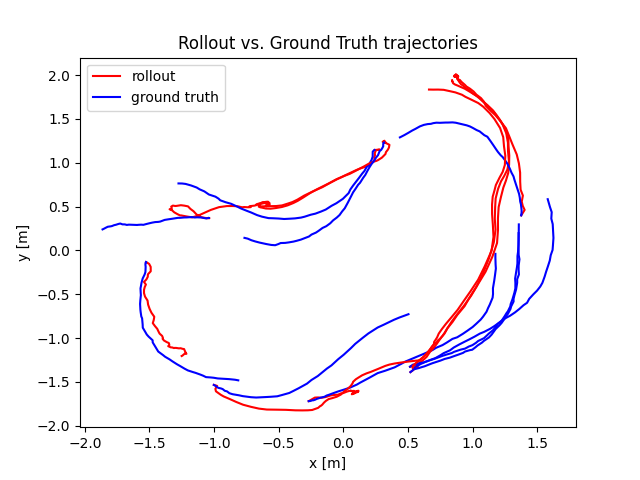 Rollout vs. Ground Truth trajectories
rollout
ground truth
2.0
1.5
1.0
0.5
0.0
−0.5
−1.0
−1.5
−2.0
y [m]
−2.0 −1.5 −1.0 −0.5 0.0 0.5 1.0 1.5
x [m]